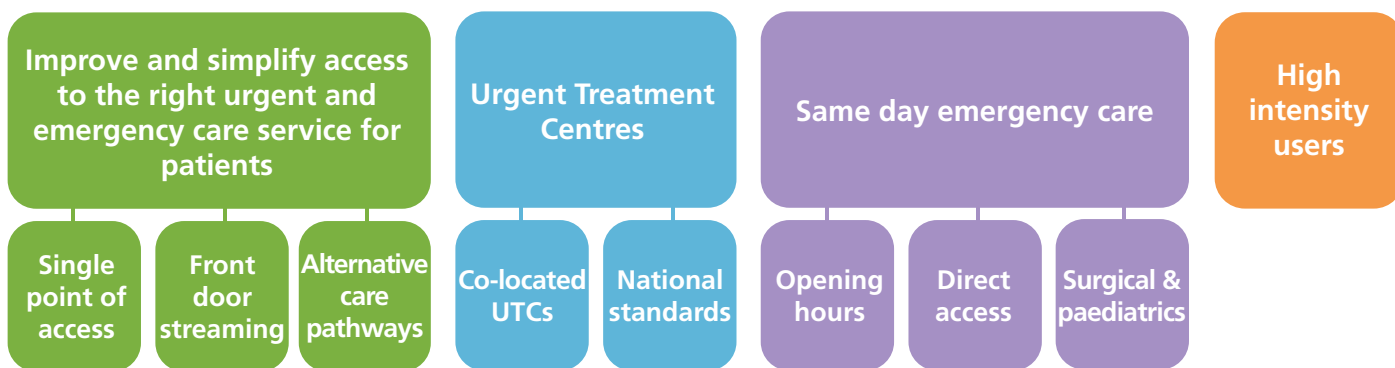 Improve and simplify access
to the right urgent and
emergency care service for
patients
Urgent Treatment
Centres
Same day emergency care
High
intensity
users
Single
point of
access
Front
door
streaming
Alternative
care
pathways
Co-located
UTCs
National
standards
Opening
hours
Direct
access
Surgical &
paediatrics